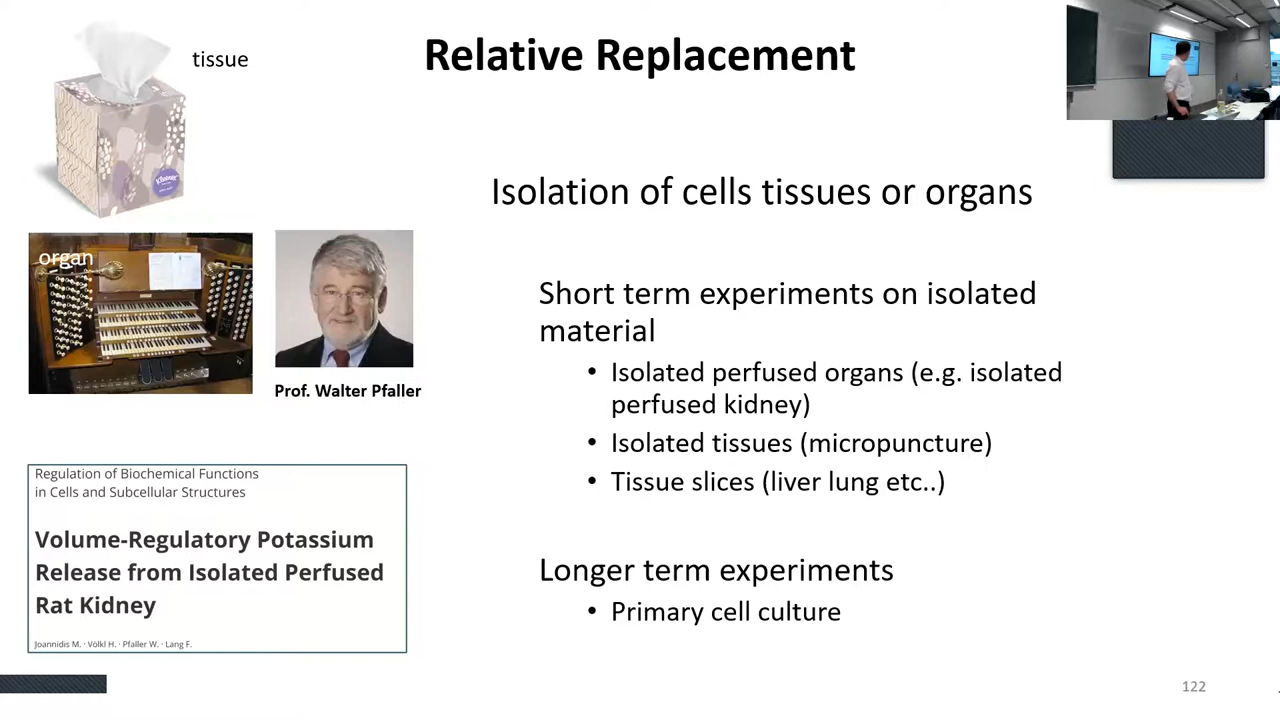 tissue
Relative Replacement
Kleenex
Isolation of cells tissues or organs
organ
Short term experiments on isolated
material
• Isolated perfused organs (e.g. isolated
perfused kidney)
Prof. Walter Pfaller
• Isolated tissues (micropuncture)
• Tissue slices (liver lung etc..)
Regulation of Biochemical Functions
in Cells and Subcellular Structures
Volume-Regulatory Potassium
Release from Isolated Perfused
Rat Kidney
Joannidis M. · Völkl H. · Pfaller W. · Lang F.
Longer term experiments
• Primary cell culture
122